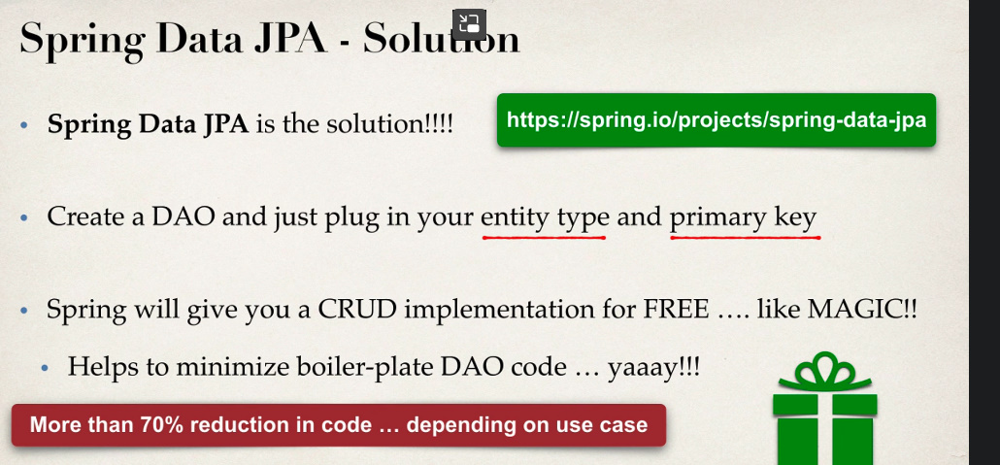 Spring Data JPA - Solution
• Spring Data JPA is the solution!!!!
https://spring.io/projects/spring-data-jpa
• Create a DAO and just plug in your entity type and primary key
• Spring will give you a CRUD implementation for FREE …. like MAGIC!!
• Helps to minimize boiler-plate DAO code … yaaay!!!
More than 70% reduction in code … depending on use case